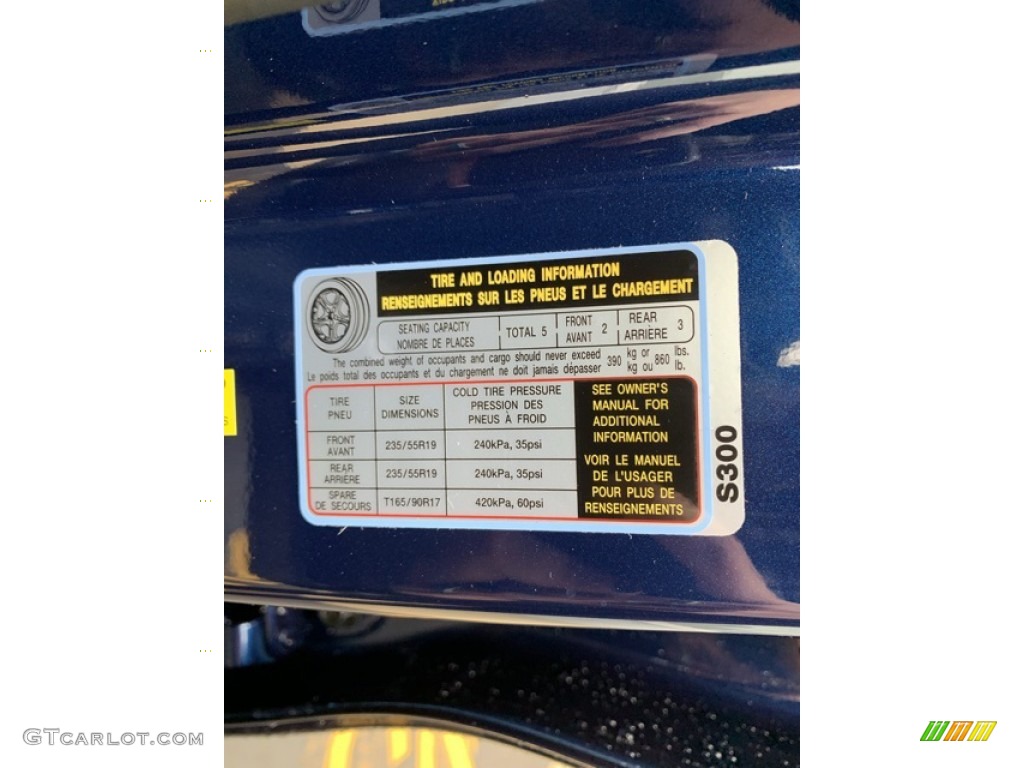 TIRE AND LOADING INFORMATION
RENSEIGNEMENTS SUR LES PNEUS ET LE CHARGEMENT
SEATING CAPACITY
NOMBRE DE PLACES
TOTAL 5
FRONT
AVANT
2
REAR
ARRIÈRE
3
The combined weight of occupants and cargo should never exceed 390 kg or 860 lbs.
Le poids total des occupants et du chargement ne doit jamais dépasser kg ou lb.
TIRE
PNEU
SIZE
DIMENSIONS
COLD TIRE PRESSURE
PRESSION DES
PNEUS À FROID
FRONT
AVANT
235/55R19
240kPa, 35psi
REAR
ARRIÈRE
235/55R19
240kPa, 35psi
SPARE
DE SECOURS
T165/90R17
420kPa, 60psi
SEE OWNER'S
MANUAL FOR
ADDITIONAL
INFORMATION
VOIR LE MANUEL
DE L'USAGER
POUR PLUS DE
RENSEIGNEMENTS
S300
GTCARLOT.COM